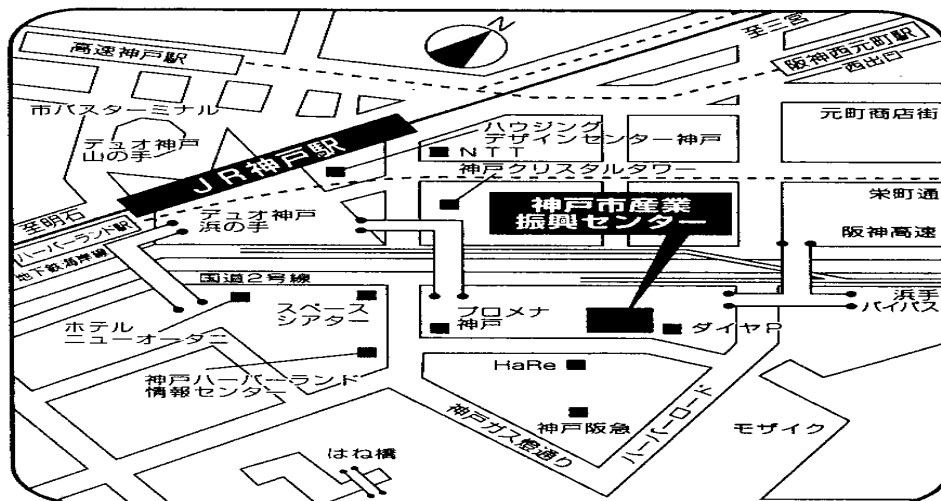 N
至三宮
高速神戸駅
阪神西元町駅
西出口
市バスターミナル
元町商店街
デュオ神戸
山の手
JR神戸駅
ハウジング
デザインセンター神戸
NTT
神戸クリスタルタワー
栄町通
神戸市産業
振興センター
至明石
ハーバーランド駅
地下鉄海岸線
デュオ神戸
浜の手
阪神高速
国道2号線
浜手
バイパス
スペース
シアター
プロメナ
神戸
ホテル
ニューオータニ
ダイヤP
HaRe
神戸ハーバーランド
情報センター
神戸ガス燈通り
神戸阪急
モザイク
はね橋